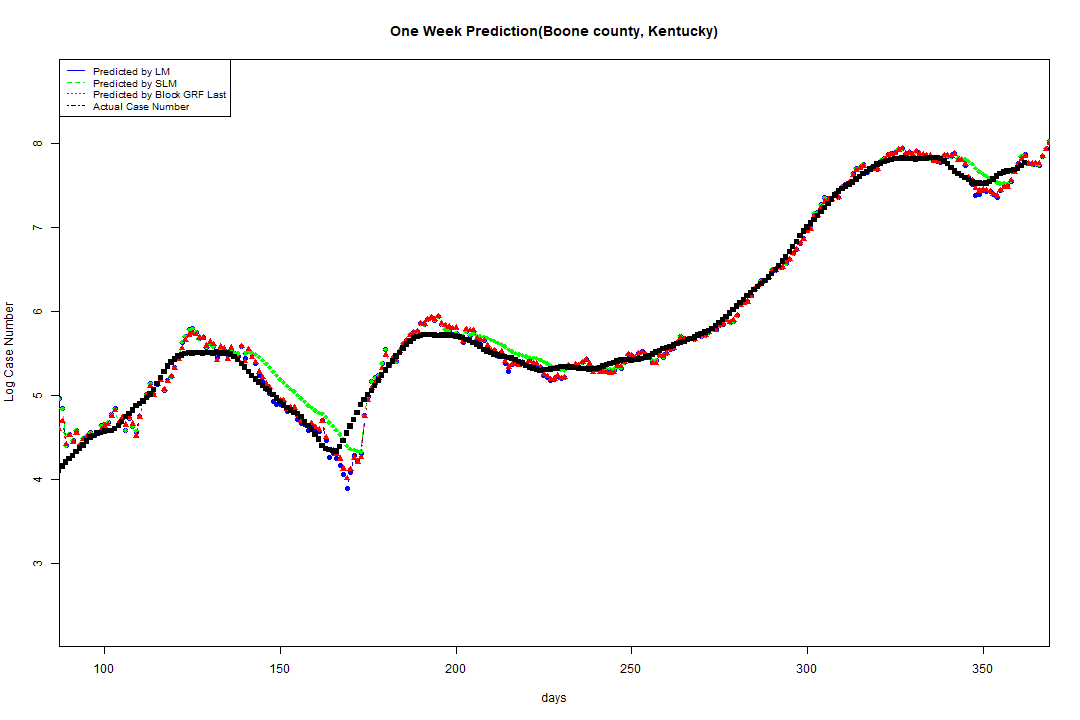 One Week Prediction(Boone county, Kentucky)
Predicted by LM
Predicted by SLM
Predicted by Block GRF Last
Actual Case Number
8
7
6
5
4
3
Log Case Number
100 150 200 250 300 350
days